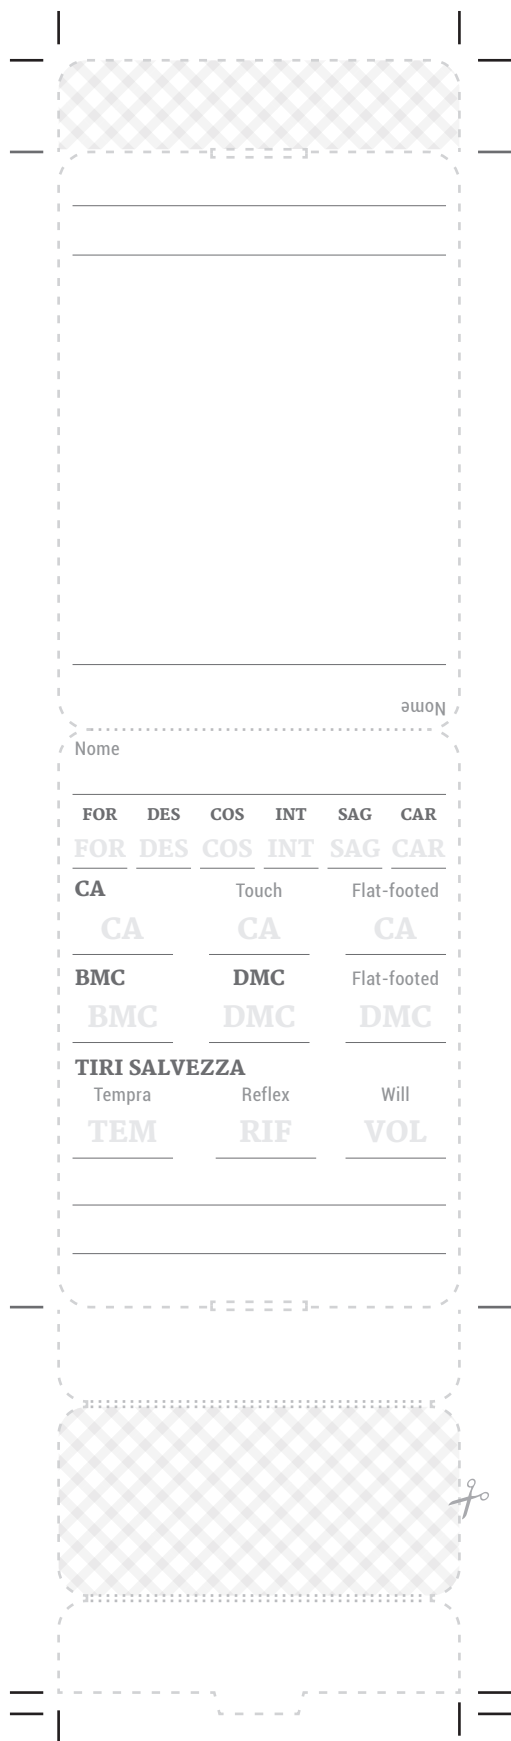 Nome
Nome
FOR DES COS INT SAG CAR
FOR DES COS INT SAG CAR
CA Touch Flat-footed
CA CA CA
BMC DMC Flat-footed
BMC DMC DMC
TIRI SALVEZZA
Tempra Reflex Will
TEM RIF VOL